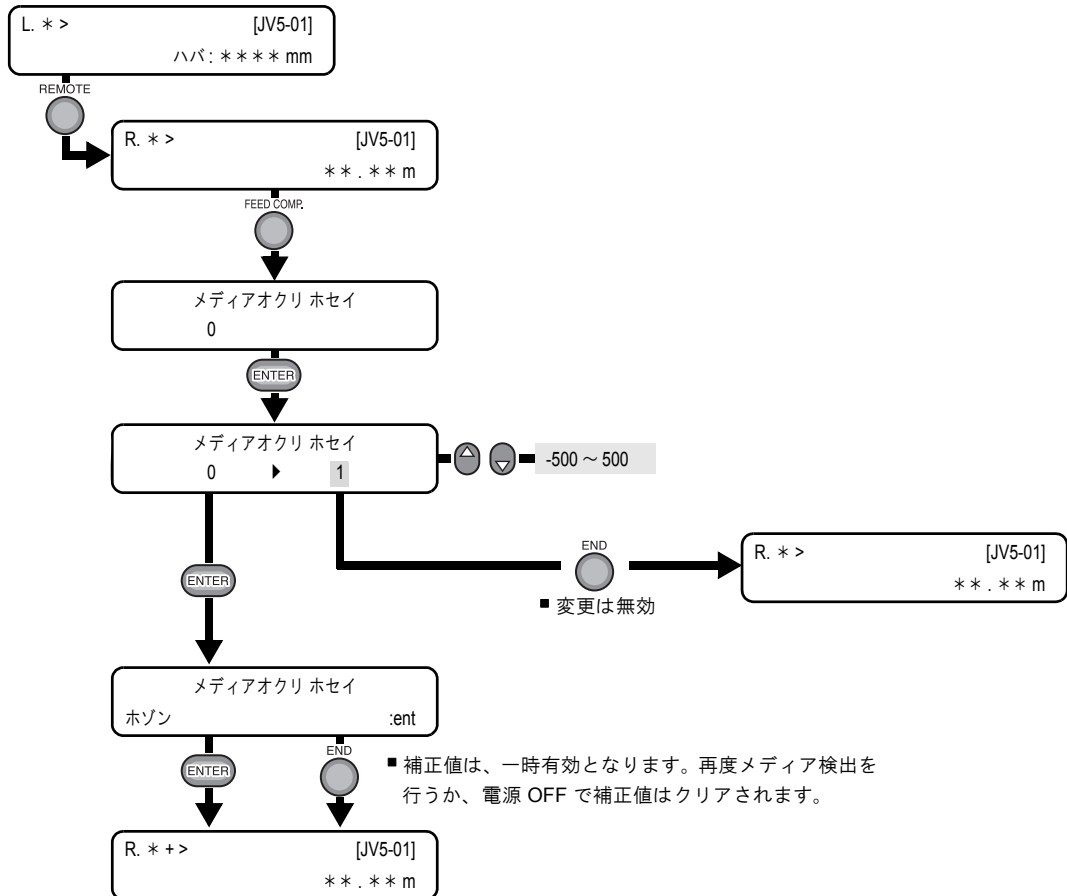 L. ＊ > [JV5-01]
ハバ : ＊＊＊＊ mm
REMOTE
R. ＊ > [JV5-01]
＊＊ . ＊＊ m
FEED COMP.
メディアオクリ ホセイ
0
ENTER
メディアオクリ ホセイ
0 1
-500 ～ 500
END
■ 変更は無効
R. ＊ > [JV5-01]
＊＊ . ＊＊ m
ENTER
メディアオクリ ホセイ
ホゾン :ent
ENTER
END
■ 補正値は、一時有効となります。再度メディア検出を
行うか、電源 OFF で補正値はクリアされます。
R. ＊ + > [JV5-01]
＊＊ . ＊＊ m